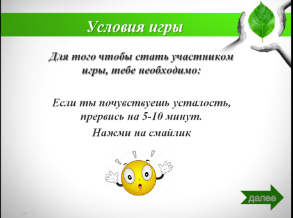 Условия игры
Для того чтобы стать участником
игры, тебе необходимо:
Если ты почувствуешь усталость,
прервись на 5-10 минут.
Нажми на смайлик
далее